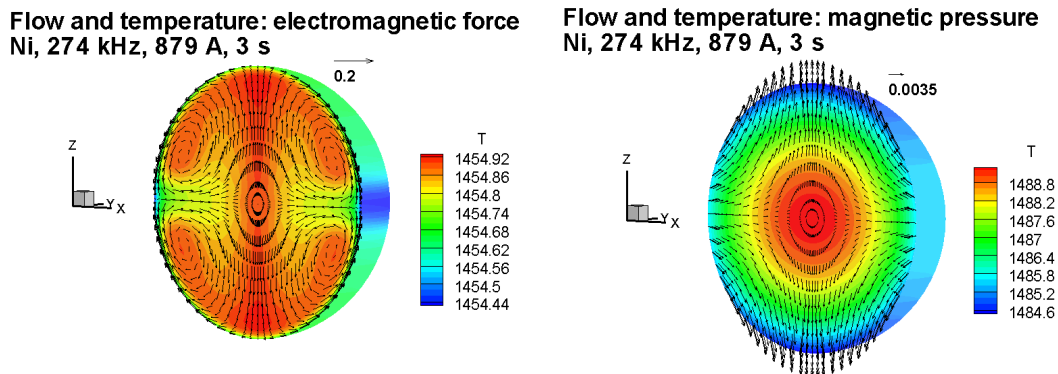 Flow and temperature: electromagnetic force
Ni, 274 kHz, 879 A, 3 s
0.2
Z
Y
X
T
1454.92
1454.86
1454.8
1454.74
1454.68
1454.62
1454.56
1454.5
1454.44
Flow and temperature: magnetic pressure
Ni, 274 kHz, 879 A, 3 s
0.0035
Z
Y
X
T
1488.8
1488.2
1487.6
1487
1486.4
1485.8
1485.2
1484.6